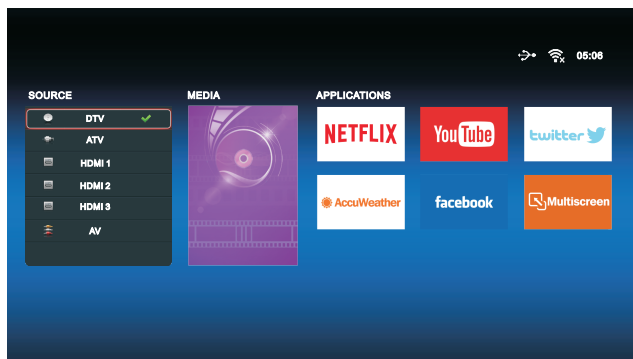 05:06
SOURCE
MEDIA
APPLICATIONS
DTV
ATV
HDMI 1
HDMI 2
HDMI 3
AV
NETFLIX
YouTube
twitter
AccuWeather
facebook
Multiscreen